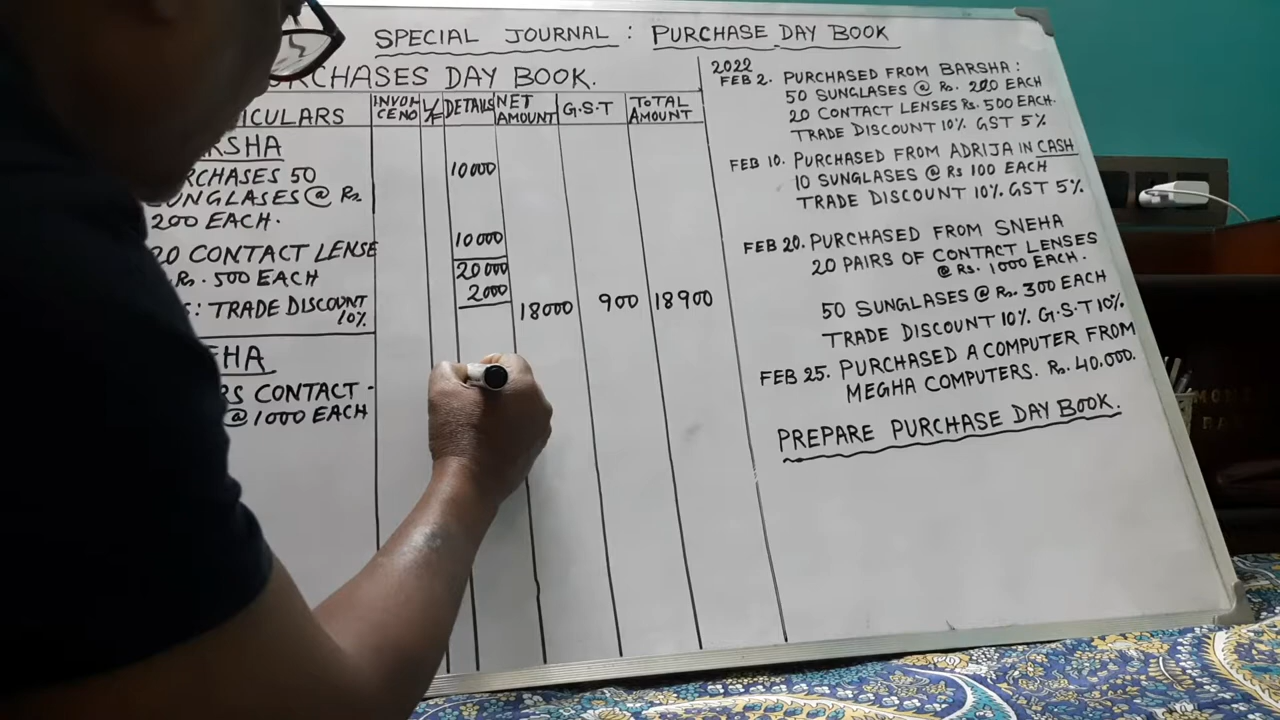 SPECIAL JOURNAL : PURCHASE DAY BOOK
RCHASES DAY BOOK.
ICULARS
INVOI
CENO
L/F
DETAILS
NET
AMOUNT
G.S.T
TOTAL
AMOUNT
RSHA
RCHASES 50
UNGLASES @ Rs.
200 EACH.
10000
20 CONTACT LENSE
Rs. 500 EACH
10000
20000
: TRADE DISCOUNT
10%
2000
18000
900
18900
EHA
RS CONTACT -
@ 1000 EACH
2022
FEB 2. PURCHASED FROM BARSHA :
50 SUNGLASES @ Rs. 200 EACH
20 CONTACT LENSES Rs. 500 EACH.
TRADE DISCOUNT 10% GST 5%
FEB 10. PURCHASED FROM ADRIJA IN CASH
10 SUNGLASES @ Rs 100 EACH
TRADE DISCOUNT 10%. GST 5%
FEB 20. PURCHASED FROM SNEHA
20 PAIRS OF CONTACT LENSES
@ Rs. 1000 EACH.
50 SUNGLASES @ Rs. 300 EACH
TRADE DISCOUNT 10% G.S.T 10%.
FEB 25. PURCHASED A COMPUTER FROM
MEGHA COMPUTERS. Rs. 40,000.
PREPARE PURCHASE DAY BOOK.